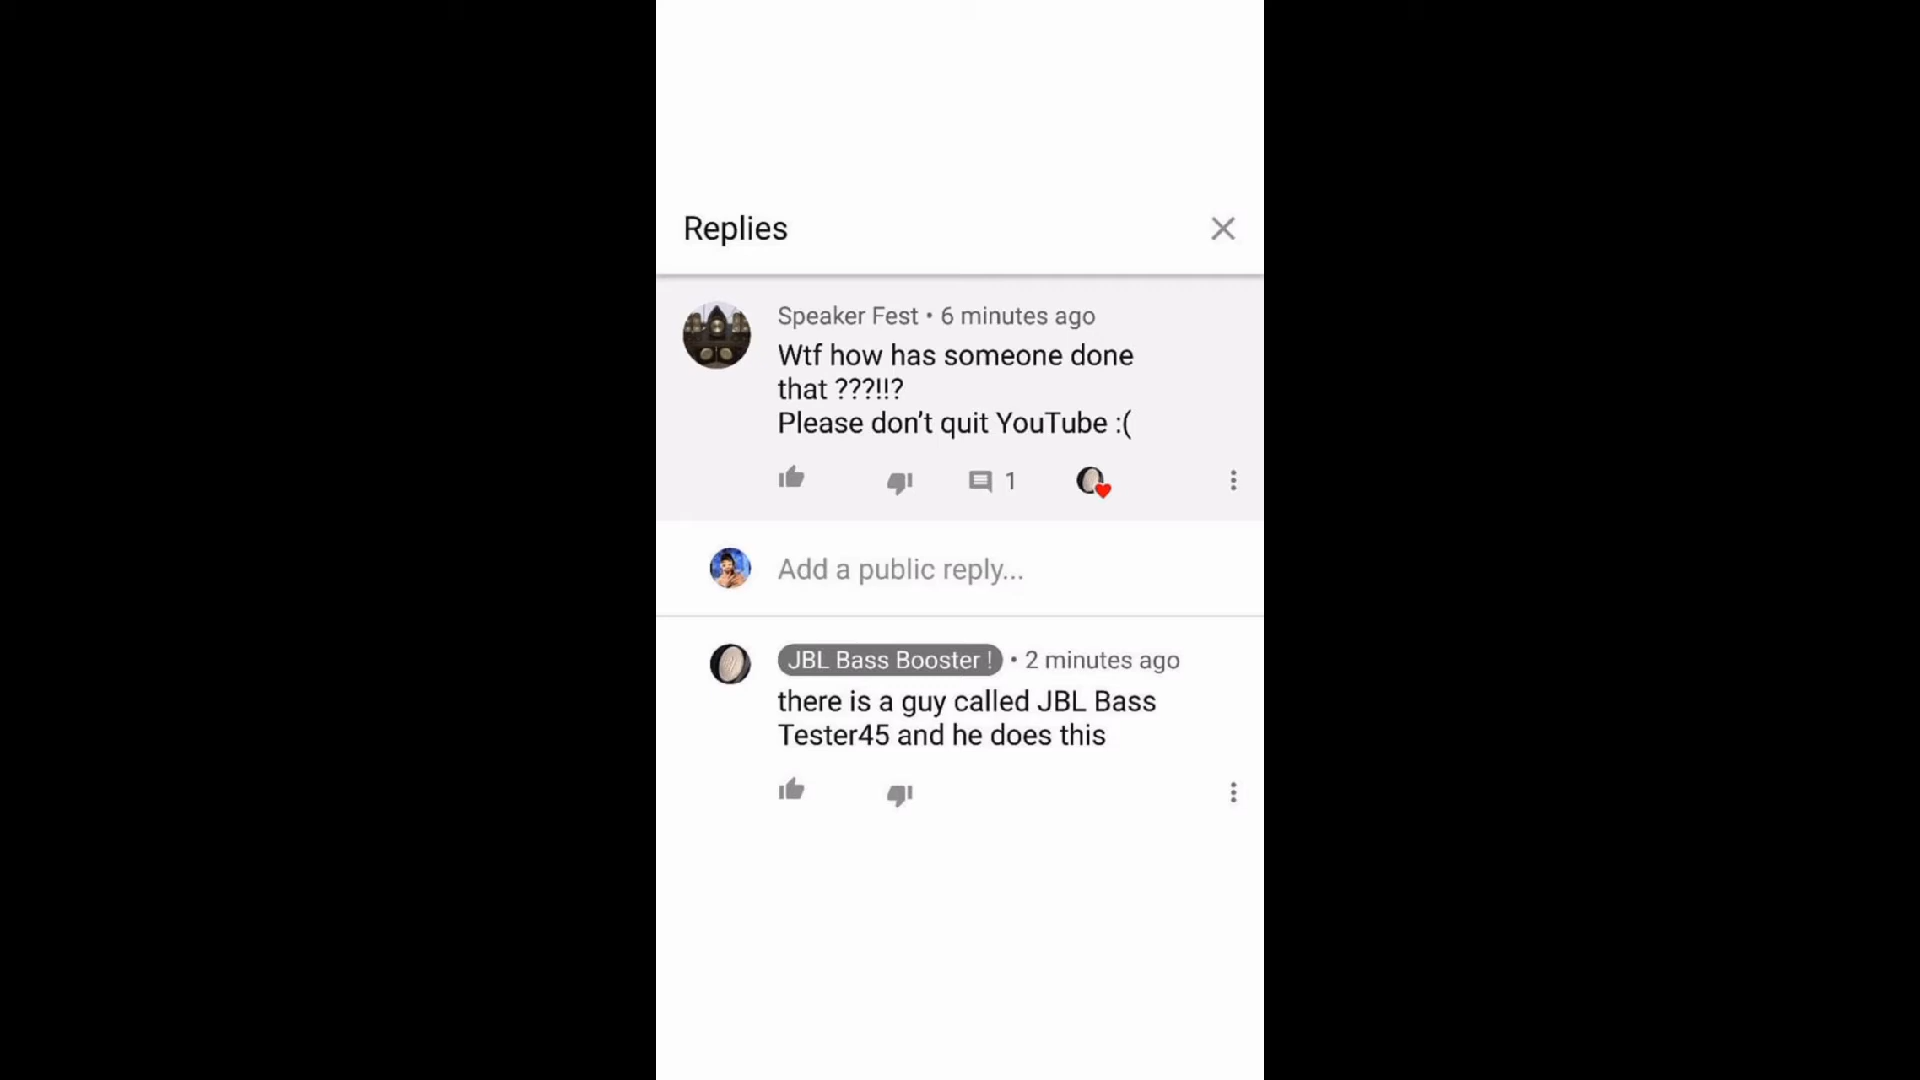 Replies
Speaker Fest • 6 minutes ago
Wtf how has someone done
that ???!!?
Please don’t quit YouTube :(
1
Add a public reply...
JBL Bass Booster ! • 2 minutes ago
there is a guy called JBL Bass
Tester45 and he does this